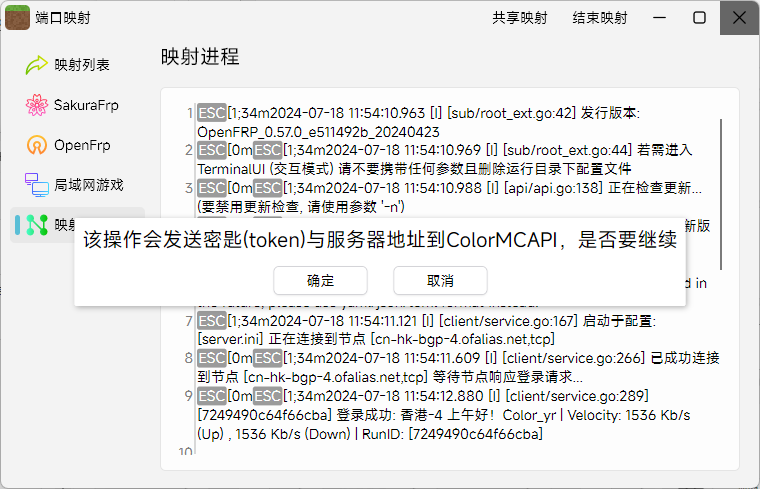 端口映射
共享映射
结束映射
映射列表
SakuraFrp
OpenFrp
局域网游戏
映射
映射进程
1 ESC[1;34m2024-07-18 11:54:10.963 [I] [sub/root_ext.go:42] 发行版本:
OpenFRP_0.57.0_e511492b_20240423
2 ESC[0mESC[1;34m2024-07-18 11:54:10.969 [I] [sub/root_ext.go:44] 若需进入
TerminalUI (交互模式) 请不要携带任何参数且删除运行目录下配置文件
3 ESC[0mESC[1;34m2024-07-18 11:54:10.988 [I] [api/api.go:138] 正在检查更新...
(要禁用更新检查, 请使用参数 '-n')
新版
该操作会发送密匙(token)与服务器地址到ColorMCAPI，是否要继续
确定
取消
in
7 ESC[1;34m2024-07-18 11:54:11.121 [I] [client/service.go:167] 启动于配置:
[server.ini] 正在连接到节点 [cn-hk-bgp-4.ofalias.net,tcp]
8 ESC[0mESC[1;34m2024-07-18 11:54:11.609 [I] [client/service.go:266] 已成功连接
到节点 [cn-hk-bgp-4.ofalias.net,tcp] 等待节点响应登录请求...
9 ESC[0mESC[1;34m2024-07-18 11:54:12.880 [I] [client/service.go:289]
[7249490c64f66cba] 登录成功: 香港-4 上午好！Color_yr | Velocity: 1536 Kb/s
(Up) , 1536 Kb/s (Down) | RunID: [7249490c64f66cba]
10